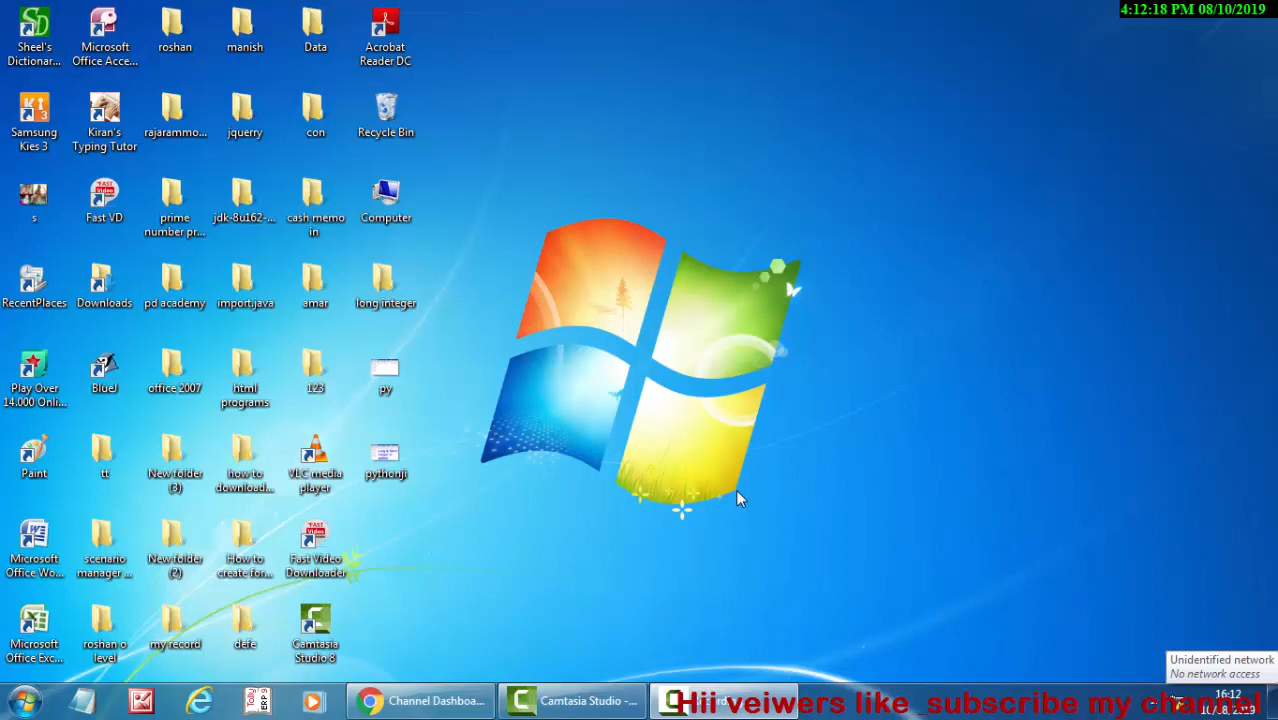 4:12:18 PM 08/10/2019
Sheel's
Dictionar...
Microsoft
Office Acce...
roshan
manish
Data
Acrobat
Reader DC
Samsung
Kies 3
Kiran's
Typing Tutor
rajarammo...
jquerry
con
Recycle Bin
s
Fast VD
prime
number pr...
jdk-8u162-...
cash memo
in
Computer
RecentPlaces
Downloads
pd academy
import.java
amar
long integer
Play Over
14.000 Onli...
BlueJ
office 2007
html
programs
123
py
Paint
tt
New folder
(3)
how to
download...
VLC media
player
pythonji
Microsoft
Office Wo...
scenario
manager ...
New folder
(2)
How to
create for...
Fast Video
Downloader
Microsoft
Office Exc...
roshan o
level
my record
defe
Camtasia
Studio 8
Unidentified network
No network access
Channel Dashboa...
Camtasia Studio -...
Hii veiwers like subscribe my channel
16:12